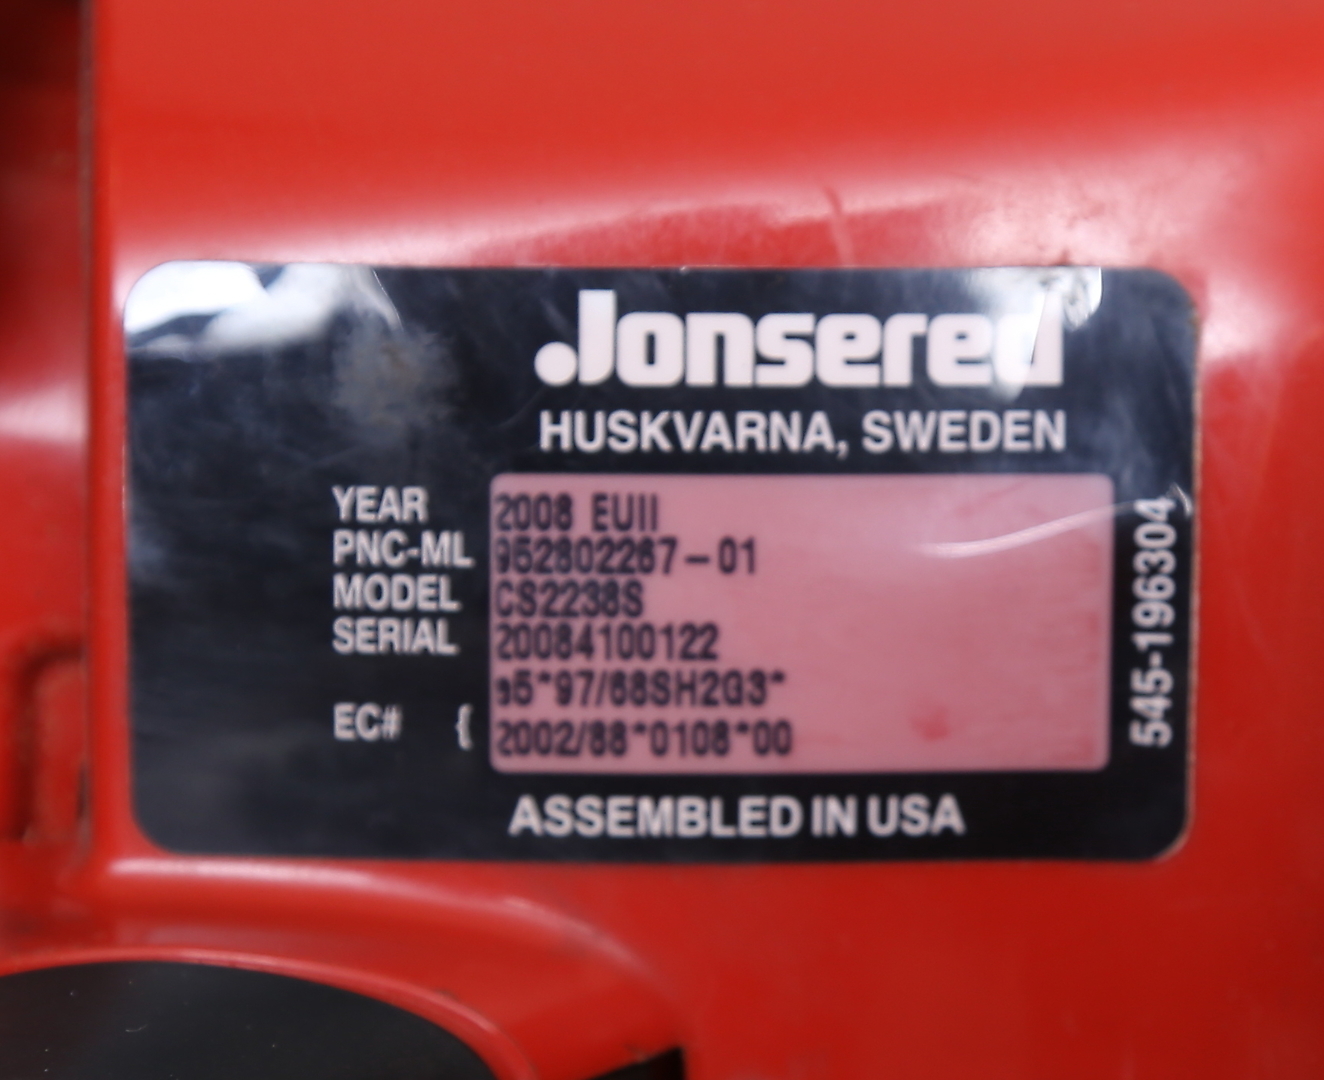 Jonsered
HUSKVARNA, SWEDEN
YEAR 2008 EUII
PNC-ML 952802267-01
MODEL CS2238S
SERIAL 20084100122
e5*97/68SH2G3*
EC# { 2002/88*0108*00
ASSEMBLED IN USA
545-196304